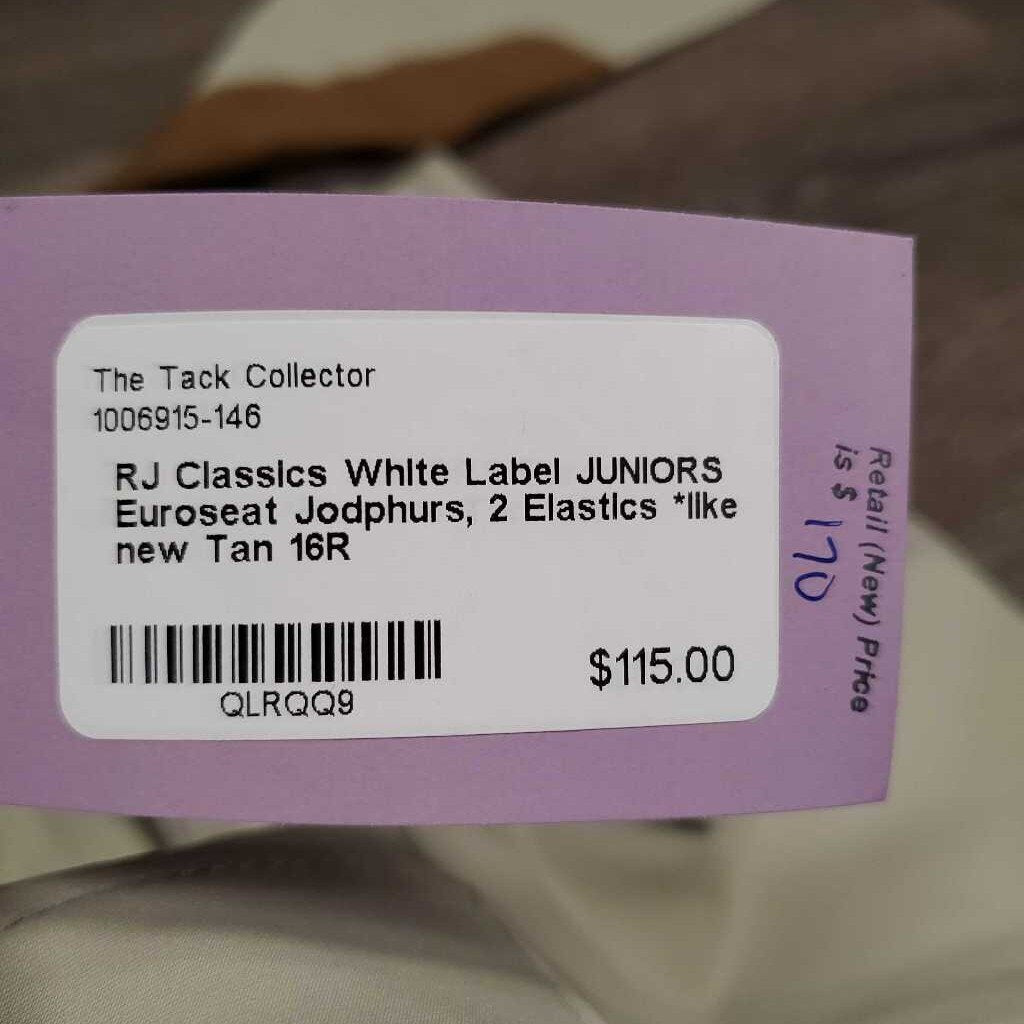 The Tack Collector
1006915-146
RJ Classics White Label JUNIORS
Euroseat Jodphurs, 2 Elastics *like
new Tan 16R
QLRQQ9
$115.00
Retail (New) Price
is $ 170